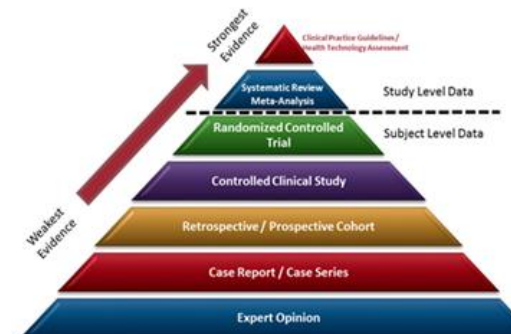 Strongest
Evidence
Clinical Practice Guidelines/
Health Technology Assessment
Systematic Review
Meta-Analysis
Study Level Data
Randomized Controlled
Trial
Subject Level Data
Controlled Clinical Study
Retrospective / Prospective Cohort
Weakest
Evidence
Case Report / Case Series
Expert Opinion